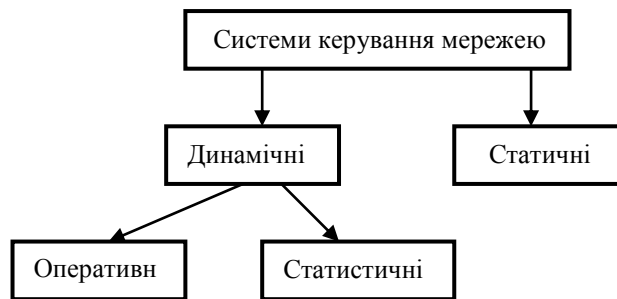 Системи керування мережею
Динамічні
Статичні
Оперативн
Статистичні